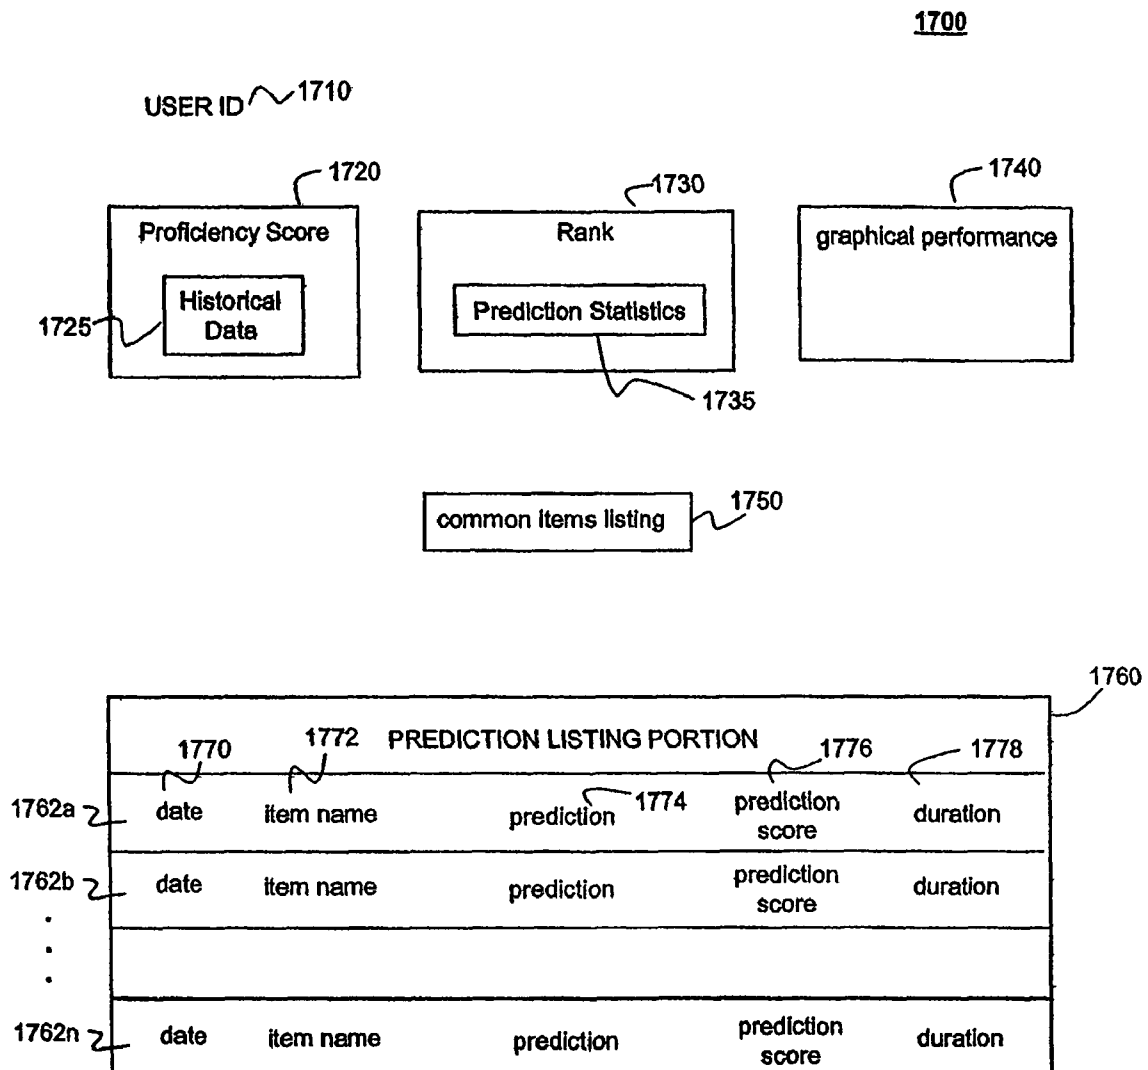 1700
USER ID 1710
1720
1730
1740
Proficiency Score
Rank
graphical performance
Historical
Data
1725
Prediction Statistics
1735
common items listing
1750
1760
PREDICTION LISTING PORTION
1770
1772
1776
1778
1762a date item name prediction 1774 prediction score duration
1762b date item name prediction prediction score duration
.
.
.
1762n date item name prediction prediction score duration